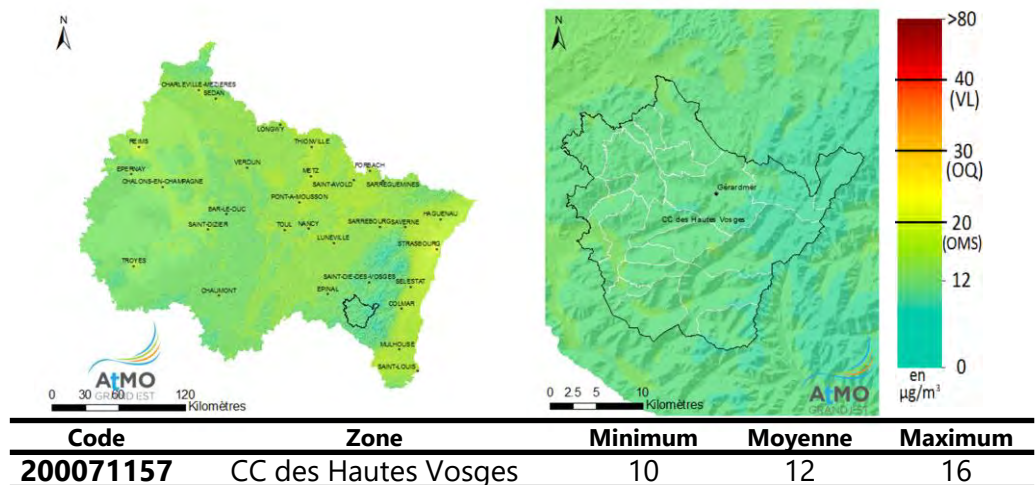 N
CHARLEVILLE-MEZIERES
SEDAN
LONGWY
THIONVILLE
REIMS
VERDUN
METZ
FORBACH
EPERNAY
SAINT-AVOLD
SARREGUEMINES
CHALONS-EN-CHAMPAGNE
PONT-A-MOUSSON
BAR-LE-DUC
HAGUENAU
SAINT-DIZIER
TOUL
NANCY
SARREBOURG
SAVERNE
LUNEVILLE
STRASBOURG
TROYES
SAINT-DIE-DES-VOSGES
SELESTAT
CHAUMONT
EPINAL
COLMAR
MULHOUSE
SAINT-LOUIS
AtMO
GRAND EST
0 30 60 120
Kilomètres
N
Gérardmer
CC des Hautes Vosges
0 2.5 5 10
Kilomètres
AtMO
GRAND EST
>80
40
(VL)
30
(OQ)
20
(OMS)
12
0
en
µg/m³
Code Zone Minimum Moyenne Maximum
200071157 CC des Hautes Vosges 10 12 16